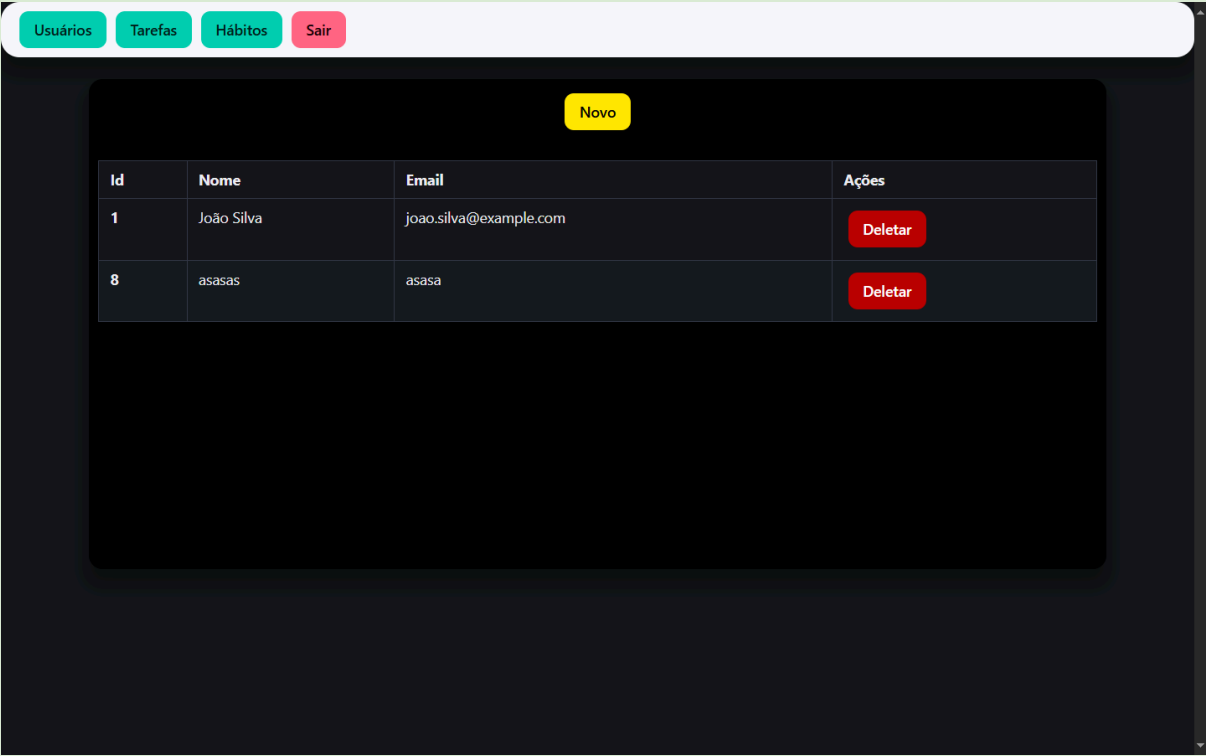 Usuários Tarefas Hábitos Sair
Novo
Id Nome Email Ações
1 João Silva joao.silva@example.com Deletar
8 asasas asasa Deletar